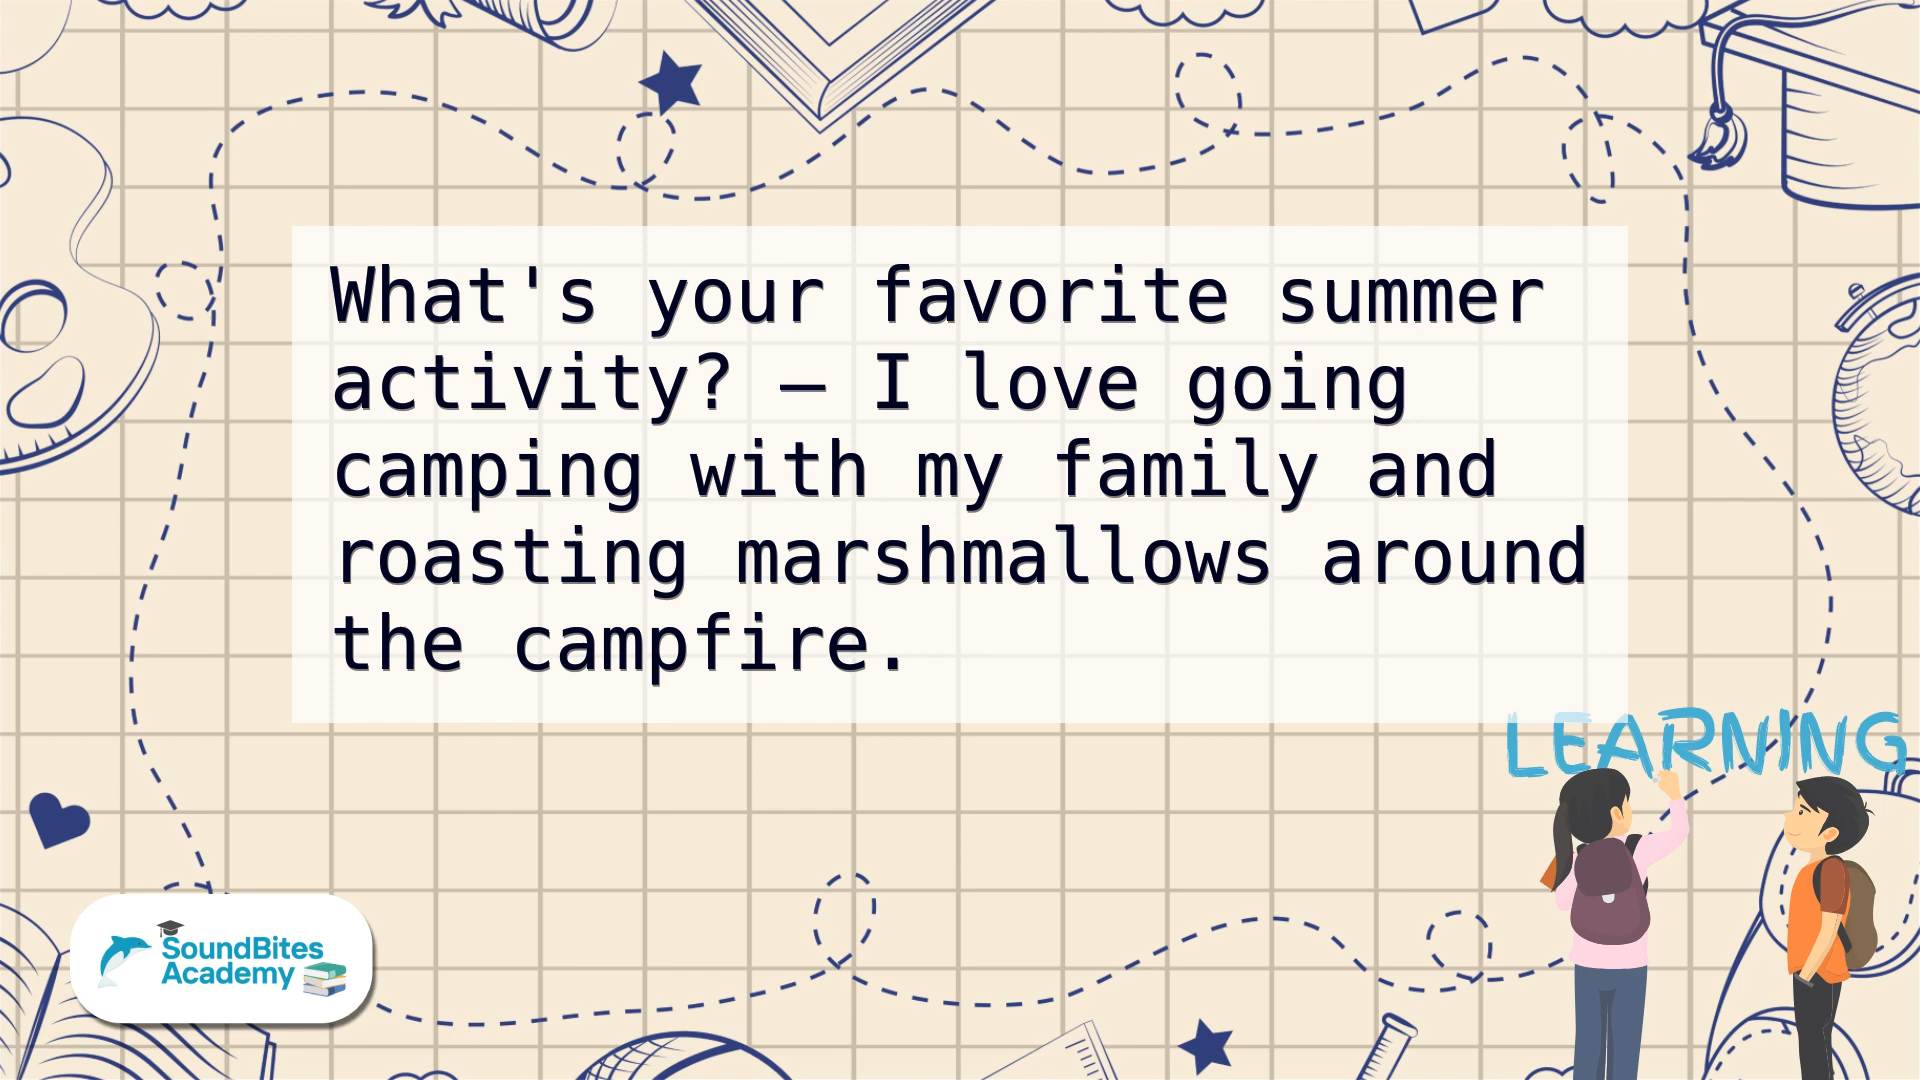 What's your favorite summer
activity? – I love going
camping with my family and
roasting marshmallows around
the campfire.
LEARNING
SoundBites
Academy